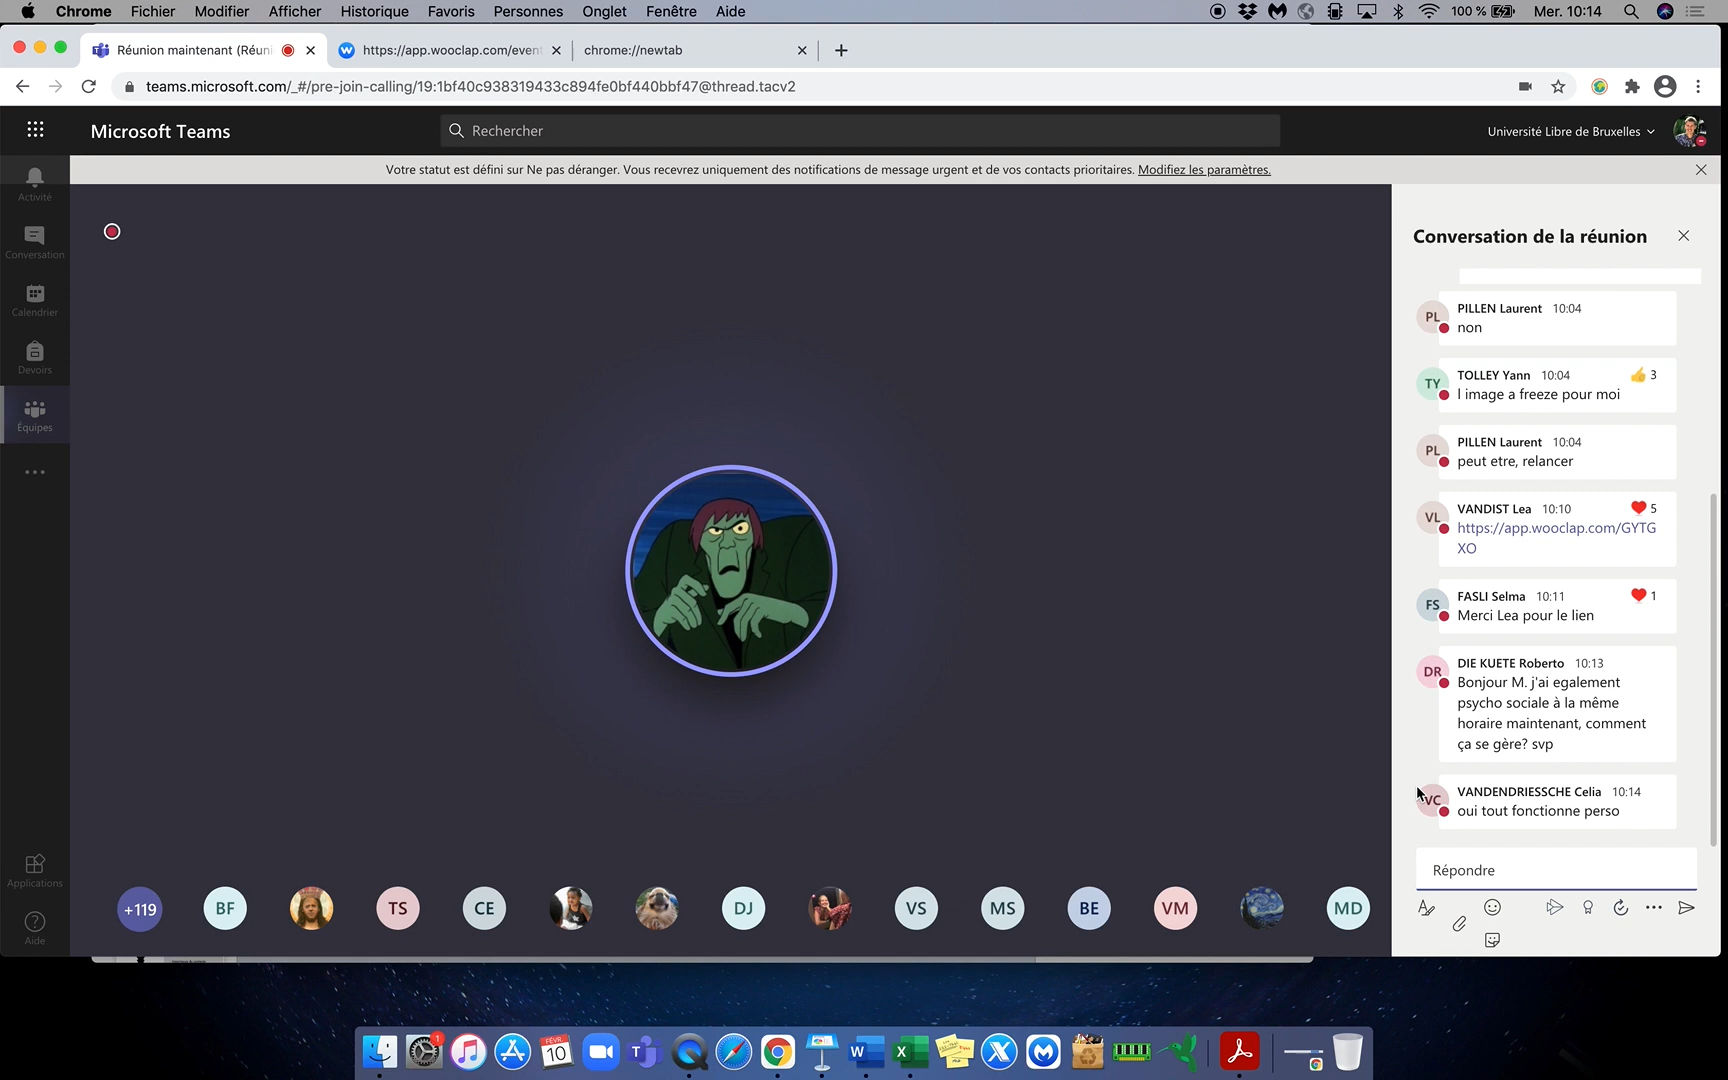 Chrome Fichier Modifier Afficher Historique Favoris Personnes Onglet Fenêtre Aide
100 % Mer. 10:14
Réunion maintenant (Réuni
https://app.wooclap.com/event
chrome://newtab
teams.microsoft.com/_#/pre-join-calling/19:1bf40c938319433c894fe0bf440bbf47@thread.tacv2
Microsoft Teams
Rechercher
Université Libre de Bruxelles
Votre statut est défini sur Ne pas déranger. Vous recevrez uniquement des notifications de message urgent et de vos contacts prioritaires. Modifiez les paramètres.
Activité
Conversation
Calendrier
Devoirs
Équipes
Applications
Aide
Conversation de la réunion
PL
PILLEN Laurent 10:04
non
TY
TOLLEY Yann 10:04
3
l image a freeze pour moi
PL
PILLEN Laurent 10:04
peut etre, relancer
VL
VANDIST Lea 10:10
5
https://app.wooclap.com/GYTG
XO
FS
FASLI Selma 10:11
1
Merci Lea pour le lien
DR
DIE KUETE Roberto 10:13
Bonjour M. j'ai egalement
psycho sociale à la même
horaire maintenant, comment
ça se gère? svp
VC
VANDENDRIESSCHE Celia 10:14
oui tout fonctionne perso
Répondre
+119 BF TS CE DJ VS MS BE VM MD
1
FÉVR.
10